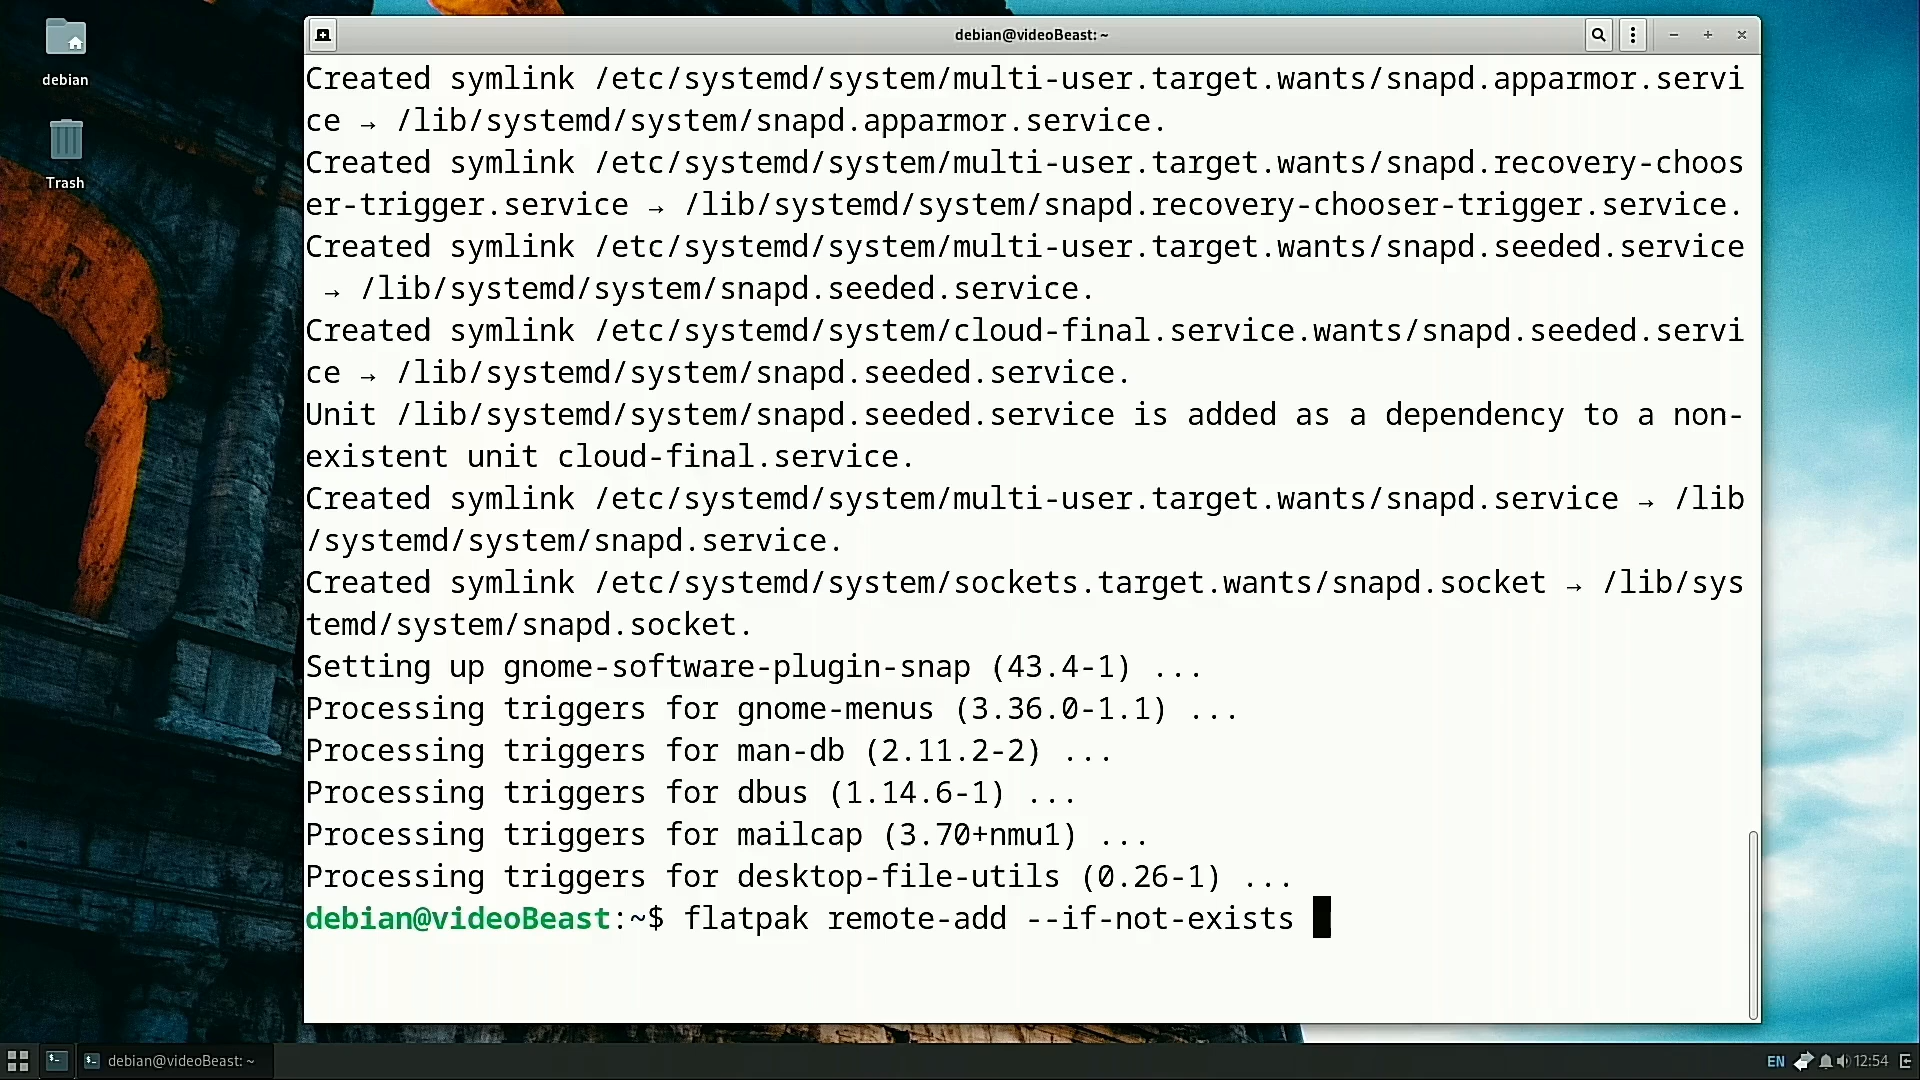 debian
Trash
debian@videoBeast: ~
Created symlink /etc/systemd/system/multi-user.target.wants/snapd.apparmor.servi
ce → /lib/systemd/system/snapd.apparmor.service.
Created symlink /etc/systemd/system/multi-user.target.wants/snapd.recovery-choos
er-trigger.service → /lib/systemd/system/snapd.recovery-chooser-trigger.service.
Created symlink /etc/systemd/system/multi-user.target.wants/snapd.seeded.service
 → /lib/systemd/system/snapd.seeded.service.
Created symlink /etc/systemd/system/cloud-final.service.wants/snapd.seeded.servi
ce → /lib/systemd/system/snapd.seeded.service.
Unit /lib/systemd/system/snapd.seeded.service is added as a dependency to a non-
existent unit cloud-final.service.
Created symlink /etc/systemd/system/multi-user.target.wants/snapd.service → /lib
/systemd/system/snapd.service.
Created symlink /etc/systemd/system/sockets.target.wants/snapd.socket → /lib/sys
temd/system/snapd.socket.
Setting up gnome-software-plugin-snap (43.4-1) ...
Processing triggers for gnome-menus (3.36.0-1.1) ...
Processing triggers for man-db (2.11.2-2) ...
Processing triggers for dbus (1.14.6-1) ...
Processing triggers for mailcap (3.70+nmu1) ...
Processing triggers for desktop-file-utils (0.26-1) ...
debian@videoBeast:~$ flatpak remote-add --if-not-exists
debian@videoBeast: ~
EN
12:54